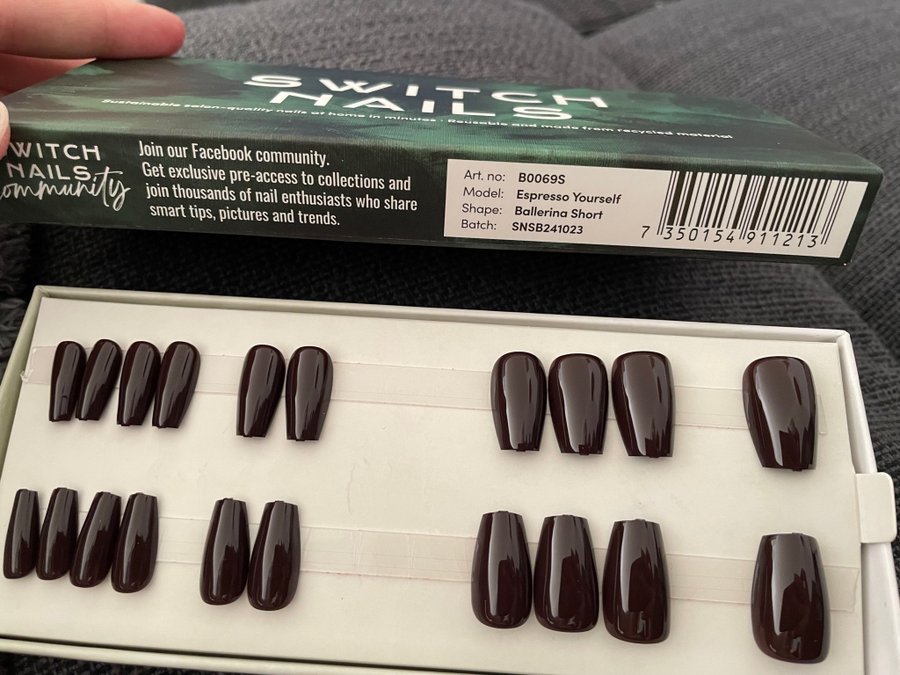 SWITCH
NAILS
Sustainable salon-quality nails at home in minutes · Reusable and made from recycled material
WITCH
NAILS
community
Join our Facebook community.
Get exclusive pre-access to collections and
join thousands of nail enthusiasts who share
smart tips, pictures and trends.
Art. no: B0069S
Model: Espresso Yourself
Shape: Ballerina Short
Batch: SNSB241023
7 350154 911213